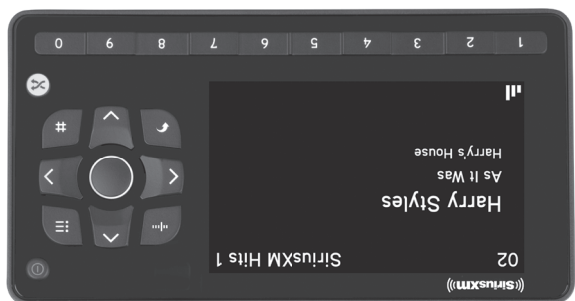 ((SiriusXM))
02 SiriusXM Hits 1
Harry Styles
As It Was
Harry's House
#
1 2 3 4 5 6 7 8 9 0